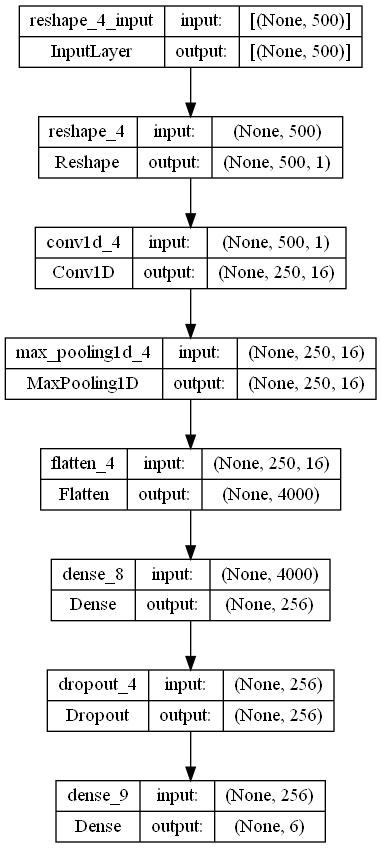 reshape_4_input input: [(None, 500)]
InputLayer output: [(None, 500)]
reshape_4 input: (None, 500)
Reshape output: (None, 500, 1)
conv1d_4 input: (None, 500, 1)
Conv1D output: (None, 250, 16)
max_pooling1d_4 input: (None, 250, 16)
MaxPooling1D output: (None, 250, 16)
flatten_4 input: (None, 250, 16)
Flatten output: (None, 4000)
dense_8 input: (None, 4000)
Dense output: (None, 256)
dropout_4 input: (None, 256)
Dropout output: (None, 256)
dense_9 input: (None, 256)
Dense output: (None, 6)